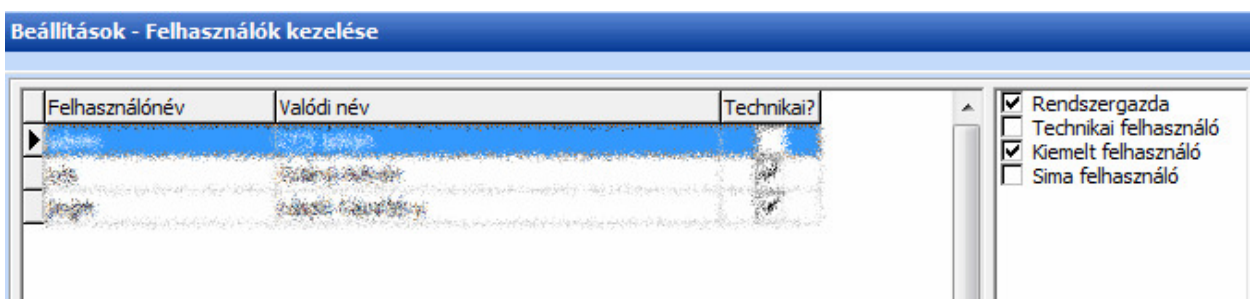 Beállítások - Felhasználók kezelése
Felhasználónév Valódi név Technikai?
Rendszergazda
Technikai felhasználó
Kiemelt felhasználó
Sima felhasználó